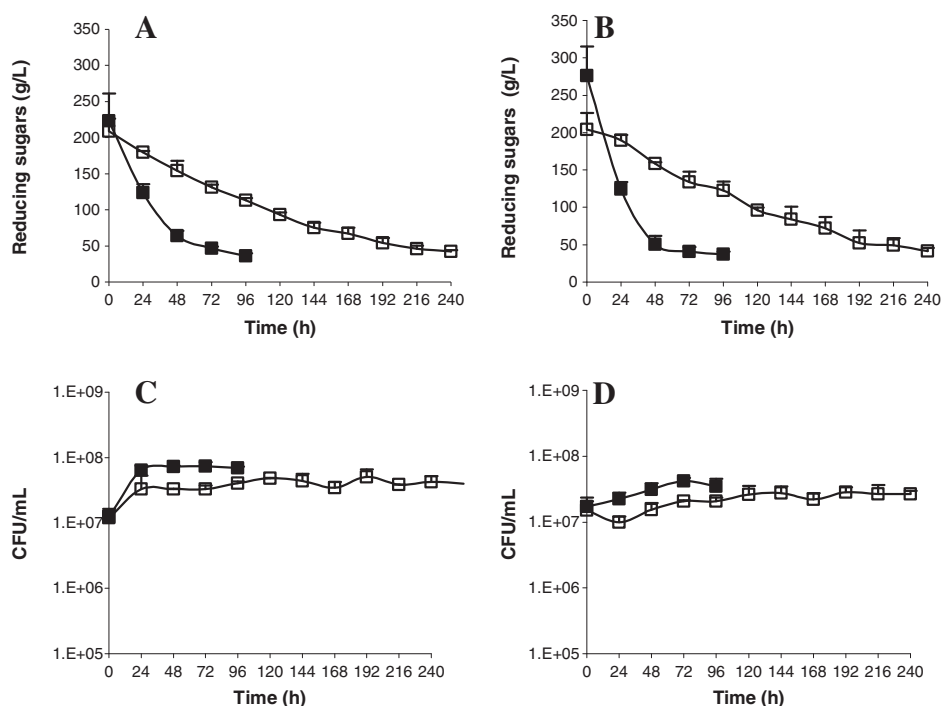 A
Reducing sugars (g/L)
350
300
250
200
150
100
50
0
0 24 48 72 96 120 144 168 192 216 240
Time (h)
B
Reducing sugars (g/L)
350
300
250
200
150
100
50
0
0 24 48 72 96 120 144 168 192 216 240
Time (h)
C
CFU/mL
1.E+09
1.E+08
1.E+07
1.E+06
1.E+05
0 24 48 72 96 120 144 168 192 216 240
Time (h)
D
CFU/mL
1.E+09
1.E+08
1.E+07
1.E+06
1.E+05
0 24 48 72 96 120 144 168 192 216 240
Time (h)